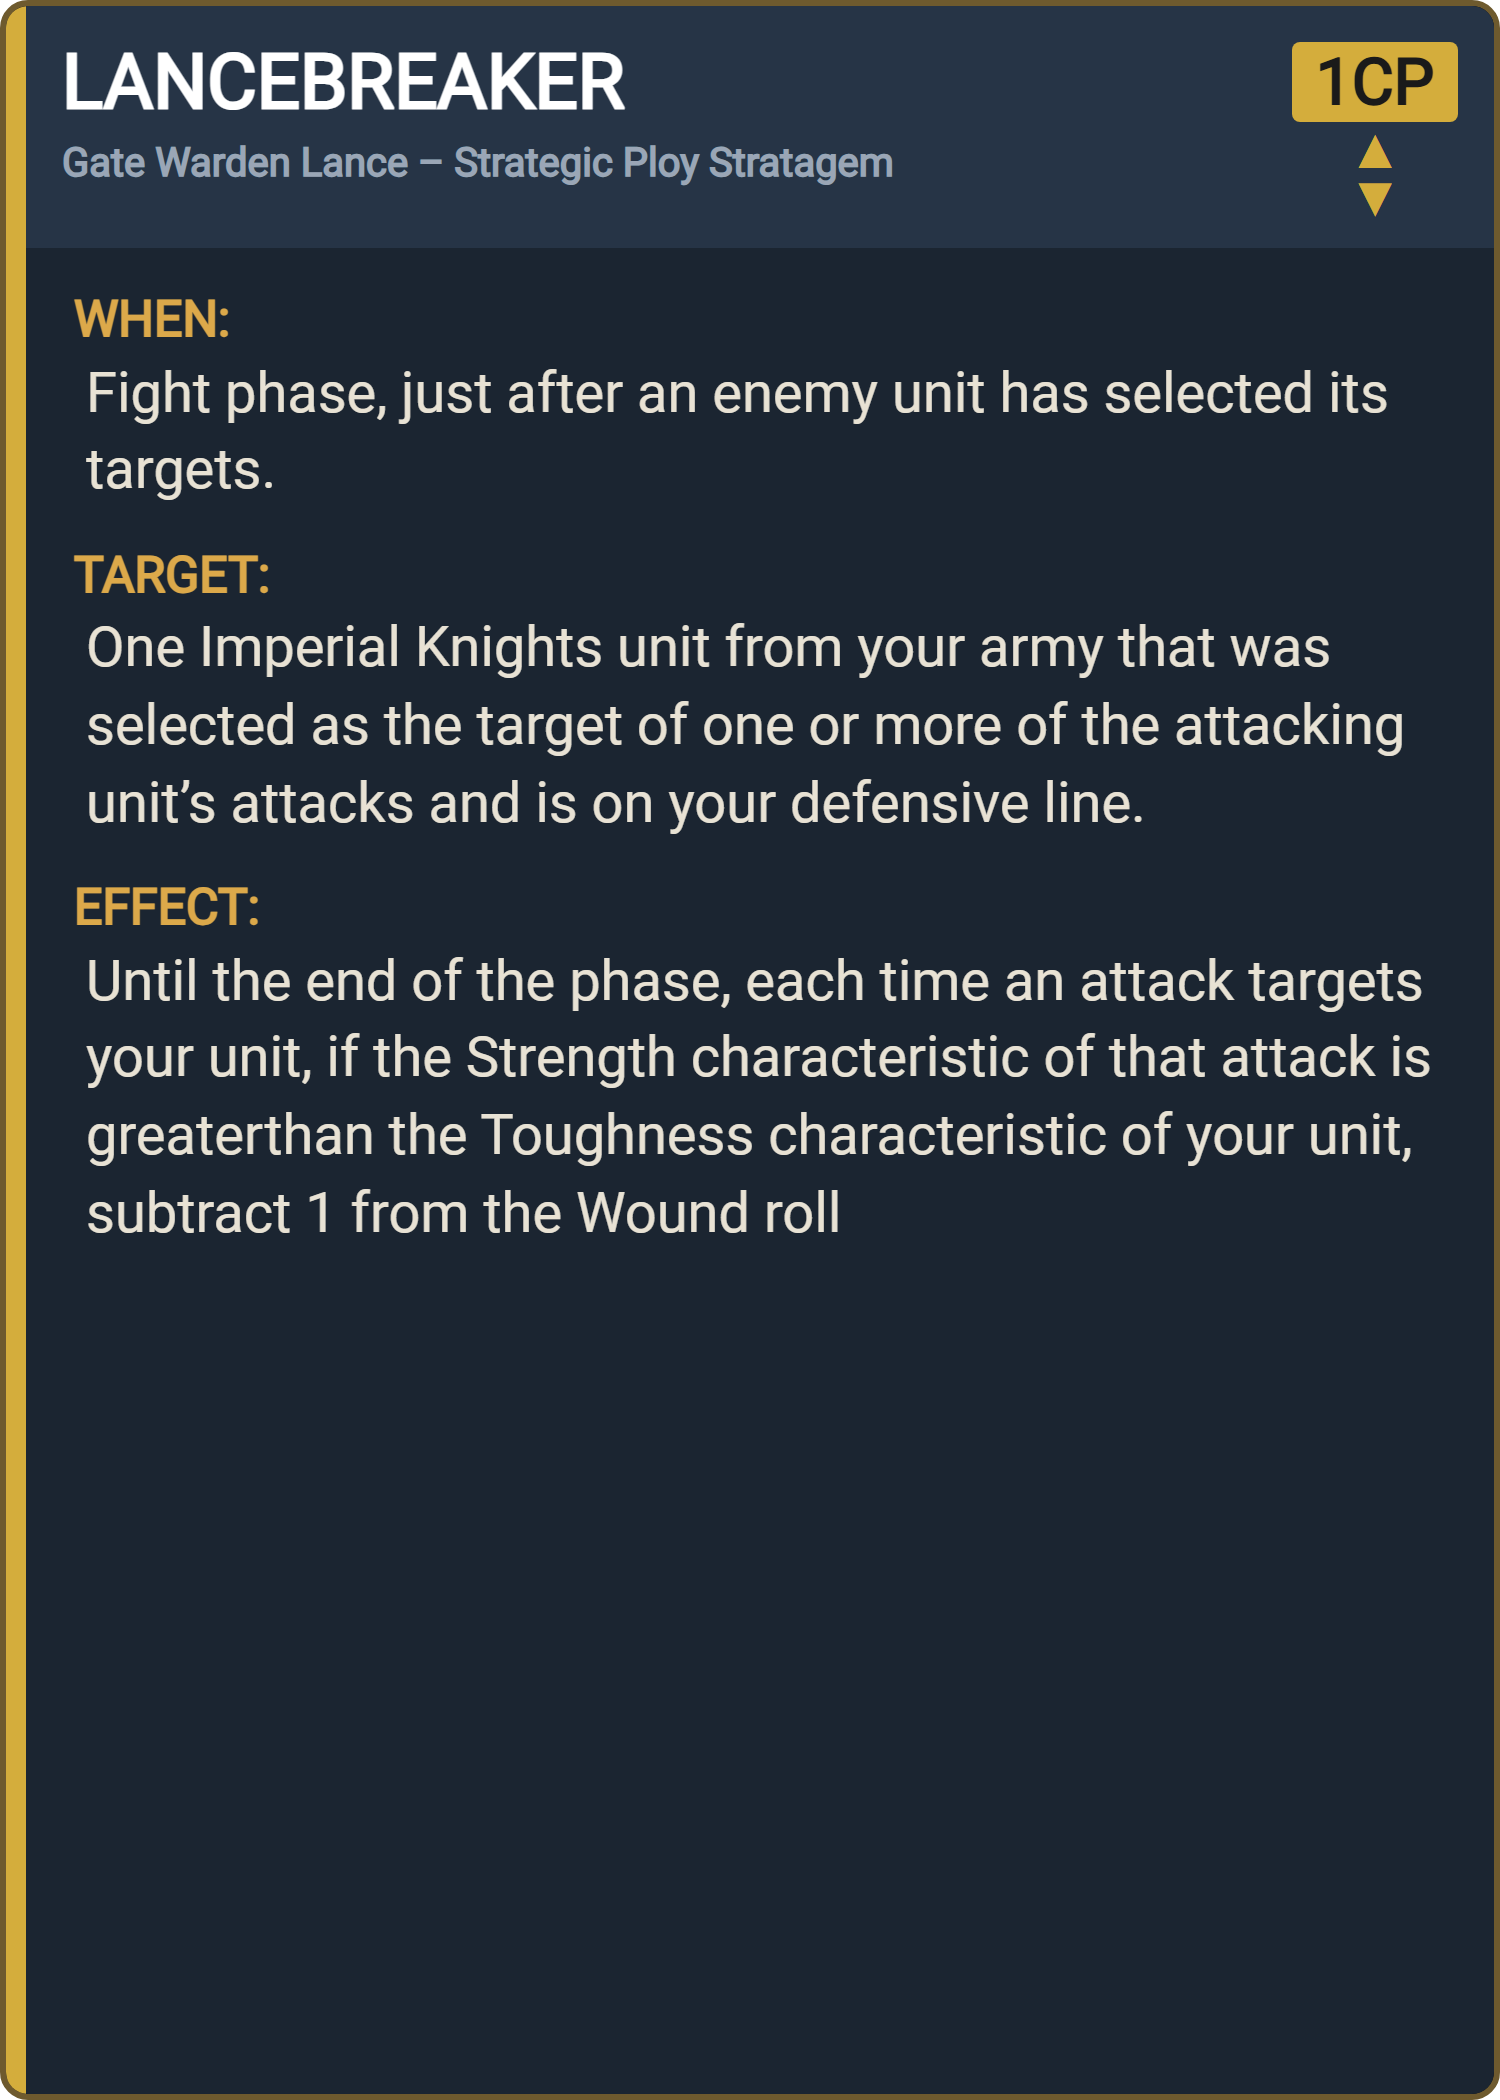 LANCEBREAKER
1CP
Gate Warden Lance – Strategic Ploy Stratagem
WHEN:
Fight phase, just after an enemy unit has selected its
targets.
TARGET:
One Imperial Knights unit from your army that was
selected as the target of one or more of the attacking
unit’s attacks and is on your defensive line.
EFFECT:
Until the end of the phase, each time an attack targets
your unit, if the Strength characteristic of that attack is
greaterthan the Toughness characteristic of your unit,
subtract 1 from the Wound roll